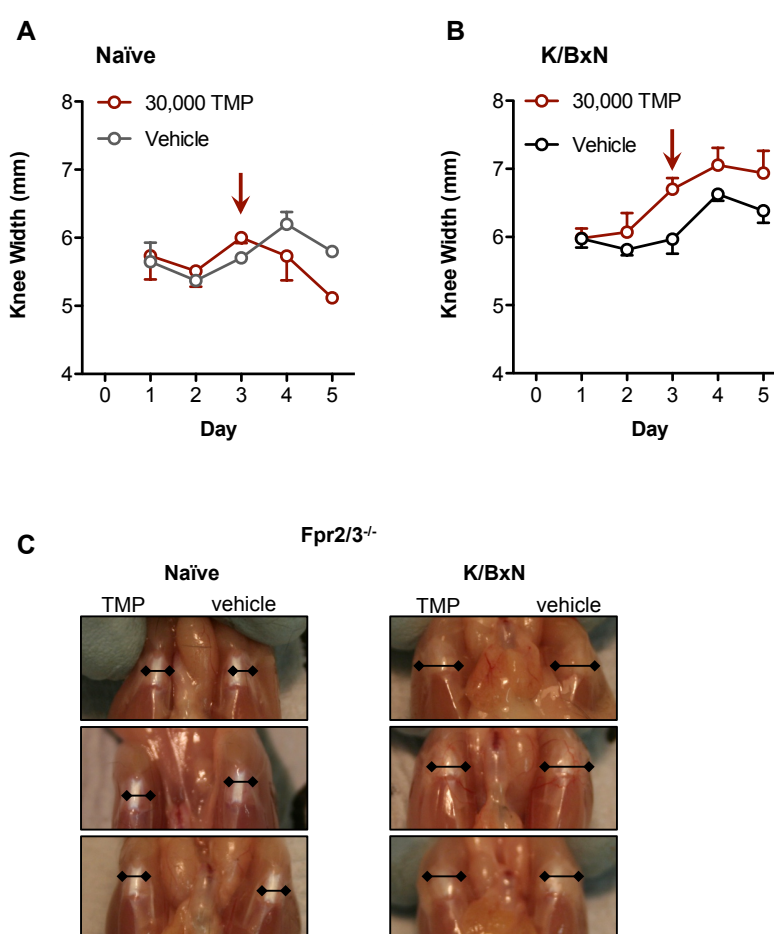 A
Naïve
30,000 TMP
Vehicle
8
7
6
5
4
Knee Width (mm)
0 1 2 3 4 5
Day
B
K/BxN
30,000 TMP
Vehicle
8
7
6
5
4
Knee Width (mm)
0 1 2 3 4 5
Day
C
Fpr2/3-/-
Naïve K/BxN
TMP vehicle TMP vehicle